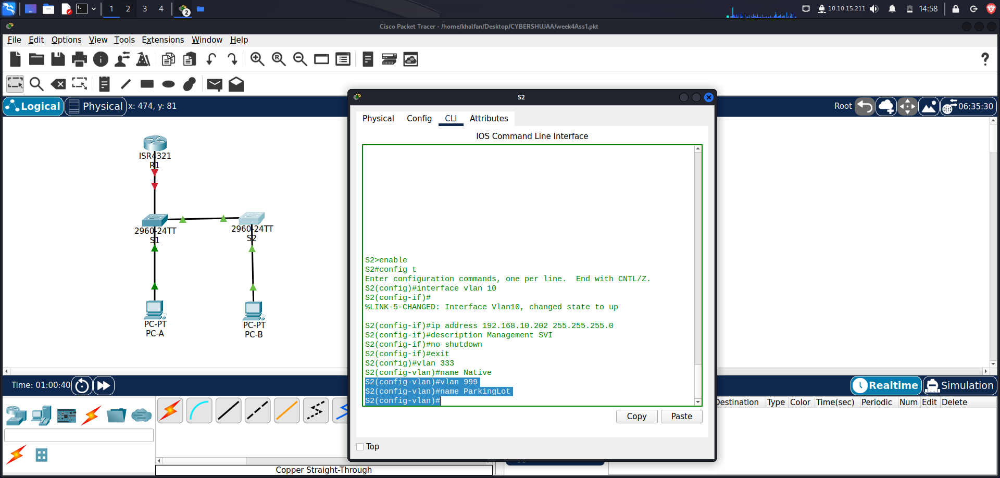 1 2 3 4
2
10.10.15.211
14:58
Cisco Packet Tracer - /home/khalfan/Desktop/CYBERSHUJAA/week4Ass1.pkt
File Edit Options View Tools Extensions Window Help
Logical Physical x: 474, y: 81
Root
06:35:30
ISR4321
R1
2960-24TT
S1
2960-24TT
S2
PC-PT
PC-A
PC-PT
PC-B
S2
Physical Config CLI Attributes
IOS Command Line Interface
S2>enable
S2#config t
Enter configuration commands, one per line.  End with CNTL/Z.
S2(config)#interface vlan 10
S2(config-if)#
%LINK-5-CHANGED: Interface Vlan10, changed state to up
S2(config-if)#ip address 192.168.10.202 255.255.255.0
S2(config-if)#description Management SVI
S2(config-if)#no shutdown
S2(config-if)#exit
S2(config)#vlan 333
S2(config-vlan)#name Native
S2(config-vlan)#vlan 999
S2(config-vlan)#name ParkingLot
S2(config-vlan)#
Copy Paste
Top
Time: 01:00:40
Realtime Simulation
Destination Type Color Time(sec) Periodic Num Edit Delete
Copper Straight-Through